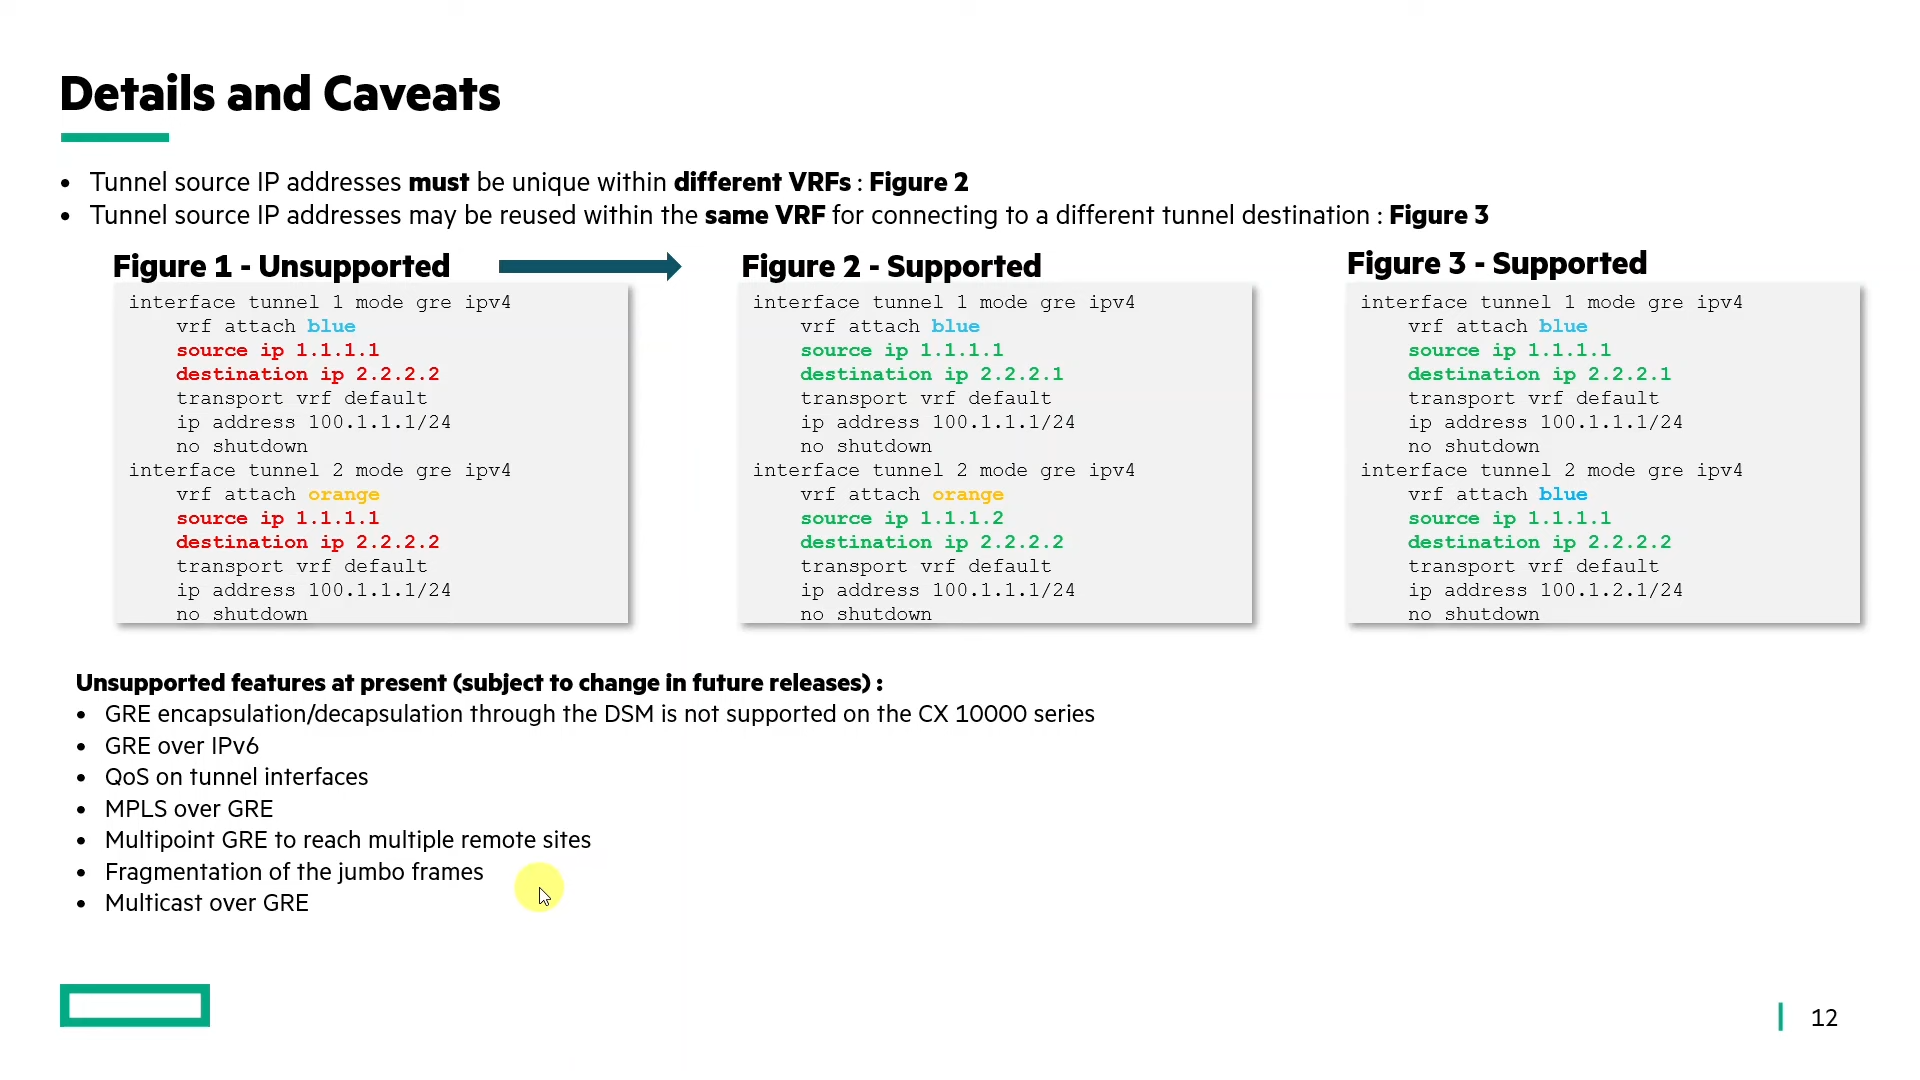 Details and Caveats
• Tunnel source IP addresses must be unique within different VRFs : Figure 2
• Tunnel source IP addresses may be reused within the same VRF for connecting to a different tunnel destination : Figure 3
Figure 1 - Unsupported
interface tunnel 1 mode gre ipv4
    vrf attach blue
    source ip 1.1.1.1
    destination ip 2.2.2.2
    transport vrf default
    ip address 100.1.1.1/24
    no shutdown
interface tunnel 2 mode gre ipv4
    vrf attach orange
    source ip 1.1.1.1
    destination ip 2.2.2.2
    transport vrf default
    ip address 100.1.1.1/24
    no shutdown
Figure 2 - Supported
interface tunnel 1 mode gre ipv4
    vrf attach blue
    source ip 1.1.1.1
    destination ip 2.2.2.1
    transport vrf default
    ip address 100.1.1.1/24
    no shutdown
interface tunnel 2 mode gre ipv4
    vrf attach orange
    source ip 1.1.1.2
    destination ip 2.2.2.2
    transport vrf default
    ip address 100.1.1.1/24
    no shutdown
Figure 3 - Supported
interface tunnel 1 mode gre ipv4
    vrf attach blue
    source ip 1.1.1.1
    destination ip 2.2.2.1
    transport vrf default
    ip address 100.1.1.1/24
    no shutdown
interface tunnel 2 mode gre ipv4
    vrf attach blue
    source ip 1.1.1.1
    destination ip 2.2.2.2
    transport vrf default
    ip address 100.1.2.1/24
    no shutdown
Unsupported features at present (subject to change in future releases) :
• GRE encapsulation/decapsulation through the DSM is not supported on the CX 10000 series
• GRE over IPv6
• QoS on tunnel interfaces
• MPLS over GRE
• Multipoint GRE to reach multiple remote sites
• Fragmentation of the jumbo frames
• Multicast over GRE
12